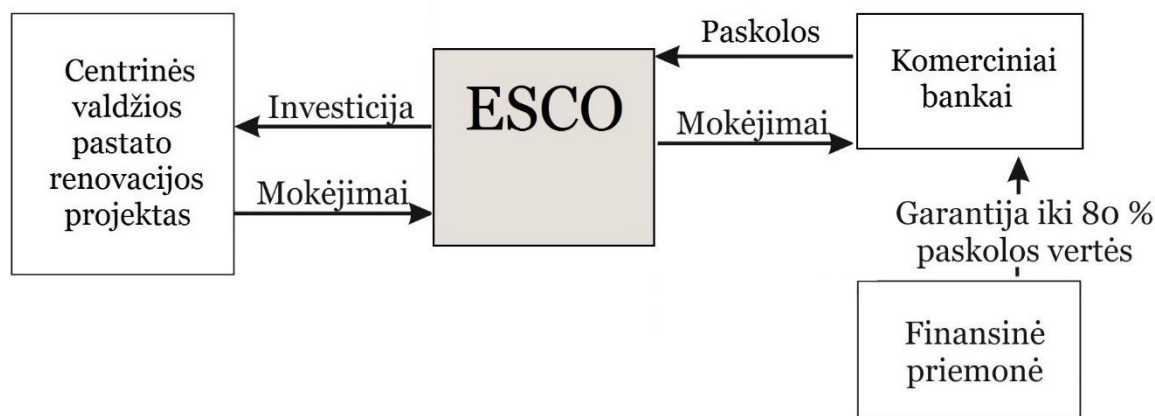 Centrinės
valdžios
pastato
renovacijos
projektas
Investicija
Mokėjimai
ESCO
Paskolos
Mokėjimai
Komerciniai
bankai
Garantija iki 80 %
paskolos vertės
Finansinė
priemonė